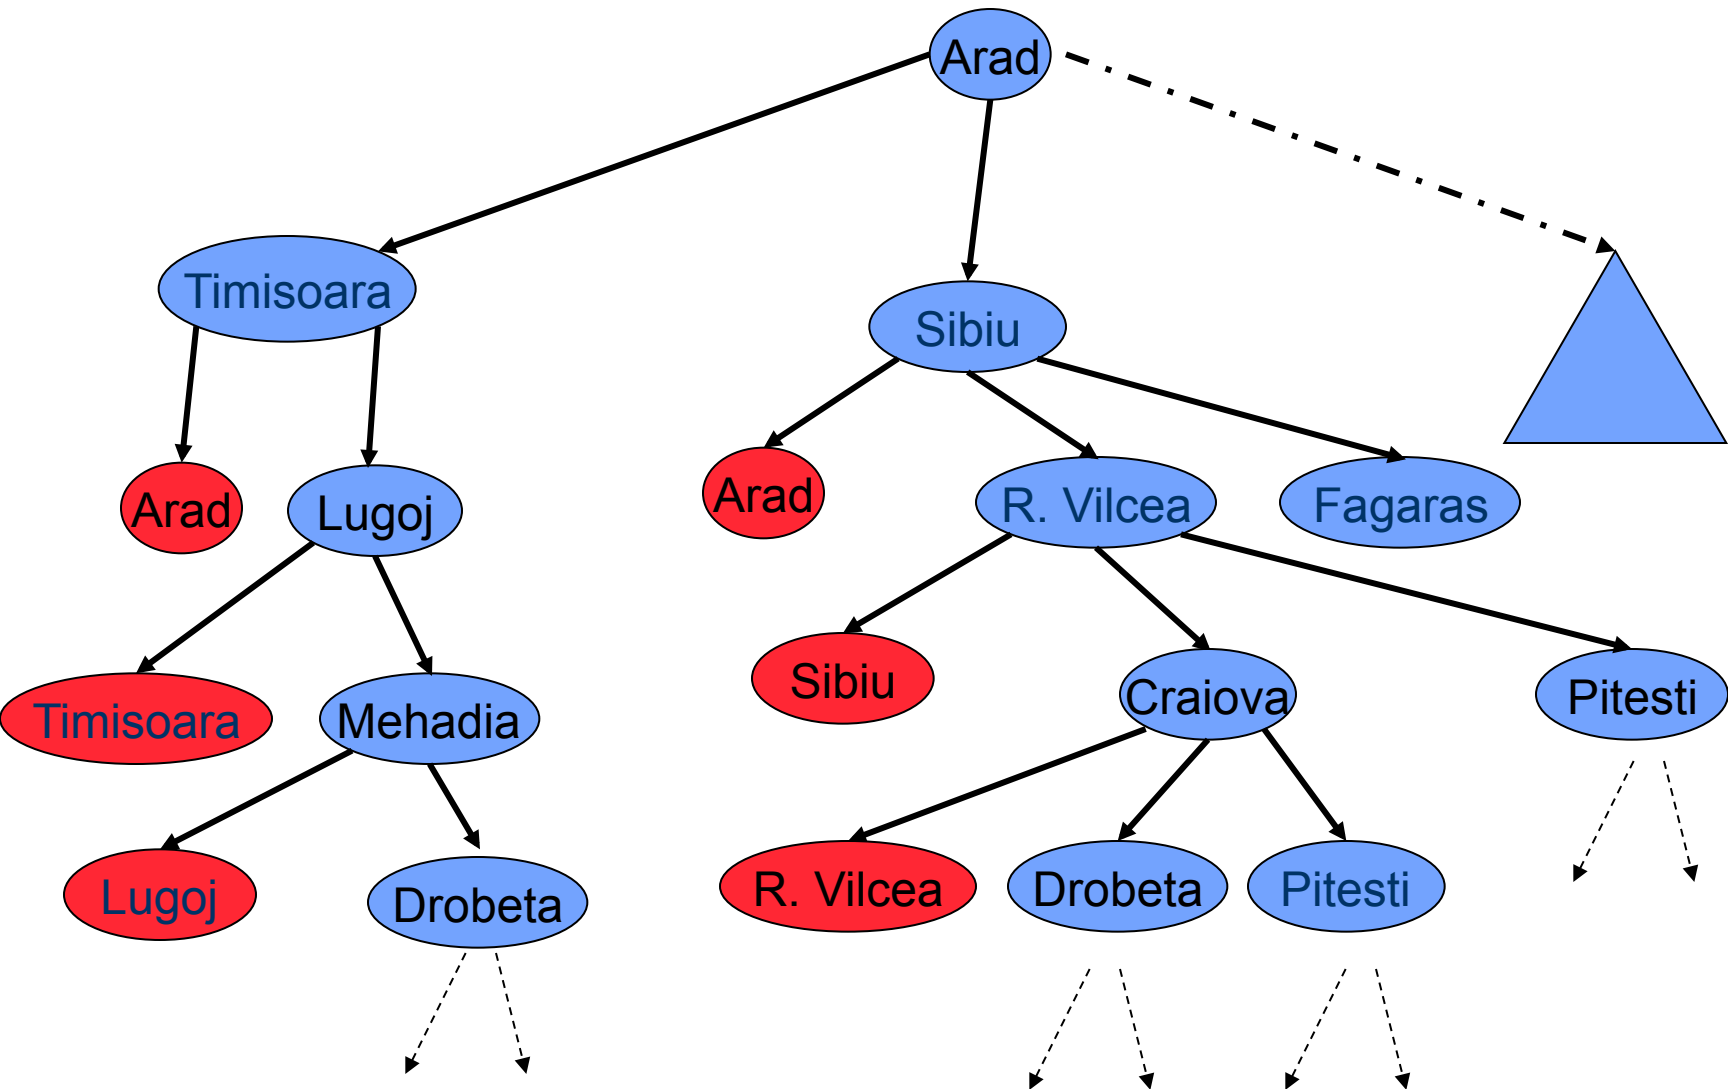 Arad
Timisoara
Sibiu
Arad
Lugoj
Arad
R. Vilcea
Fagaras
Timisoara
Mehadia
Sibiu
Craiova
Pitesti
Lugoj
Drobeta
R. Vilcea
Drobeta
Pitesti